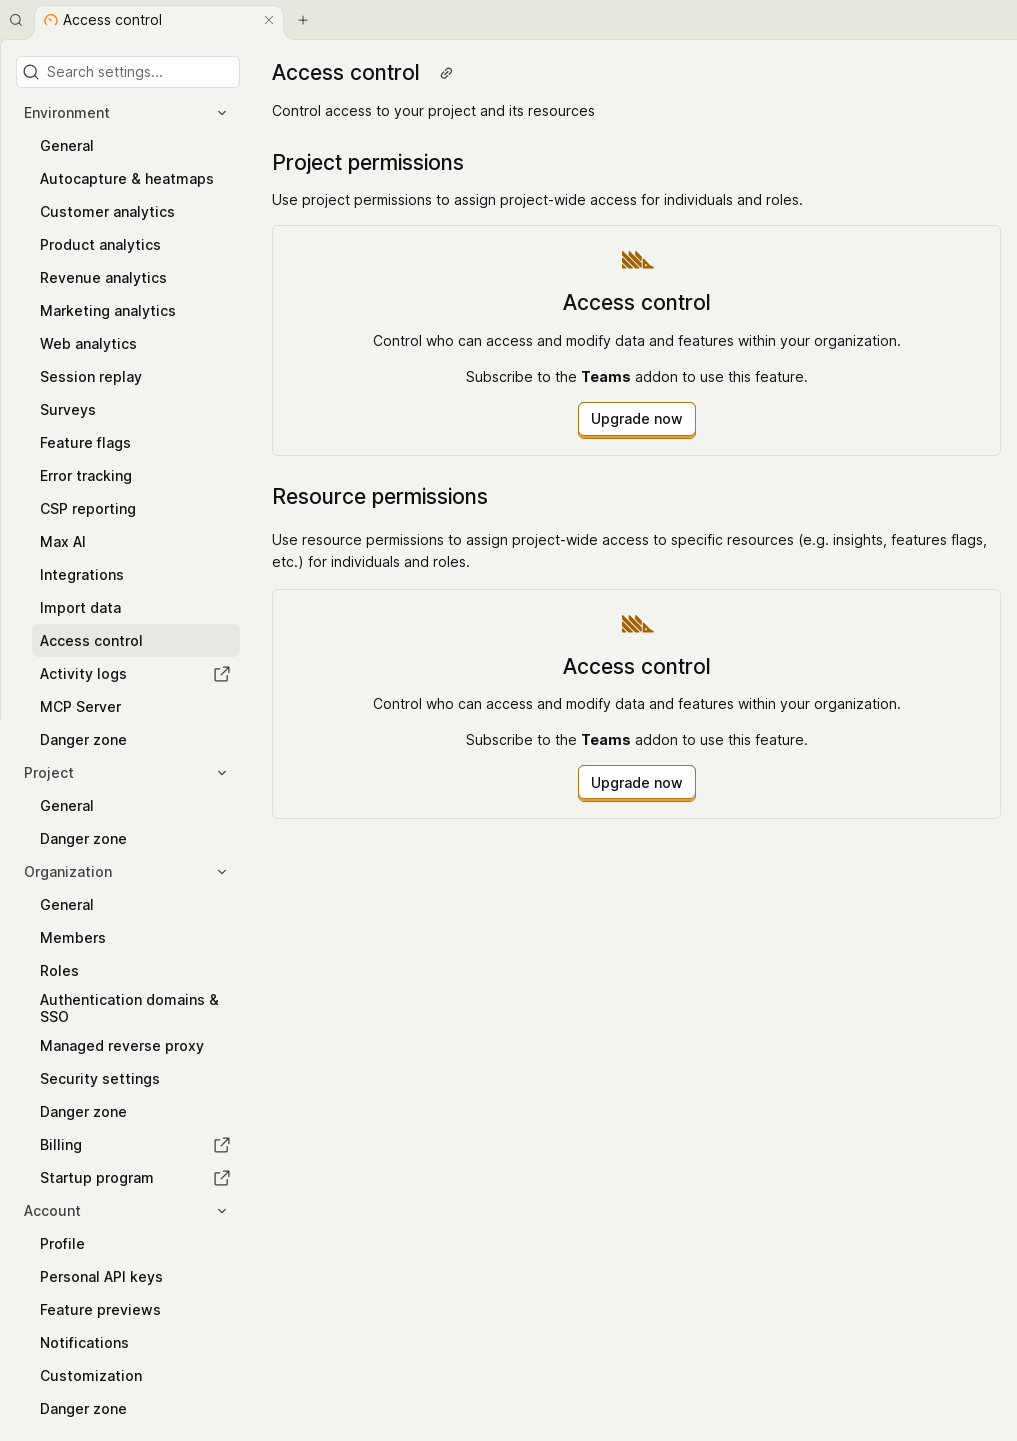 Access control
Search settings...
Environment
General
Autocapture & heatmaps
Customer analytics
Product analytics
Revenue analytics
Marketing analytics
Web analytics
Session replay
Surveys
Feature flags
Error tracking
CSP reporting
Max AI
Integrations
Import data
Access control
Activity logs
MCP Server
Danger zone
Project
General
Danger zone
Organization
General
Members
Roles
Authentication domains &
SSO
Managed reverse proxy
Security settings
Danger zone
Billing
Startup program
Account
Profile
Personal API keys
Feature previews
Notifications
Customization
Danger zone
Access control
Control access to your project and its resources
Project permissions
Use project permissions to assign project-wide access for individuals and roles.
Access control
Control who can access and modify data and features within your organization.
Subscribe to the Teams addon to use this feature.
Upgrade now
Resource permissions
Use resource permissions to assign project-wide access to specific resources (e.g. insights, features flags,
etc.) for individuals and roles.
Access control
Control who can access and modify data and features within your organization.
Subscribe to the Teams addon to use this feature.
Upgrade now